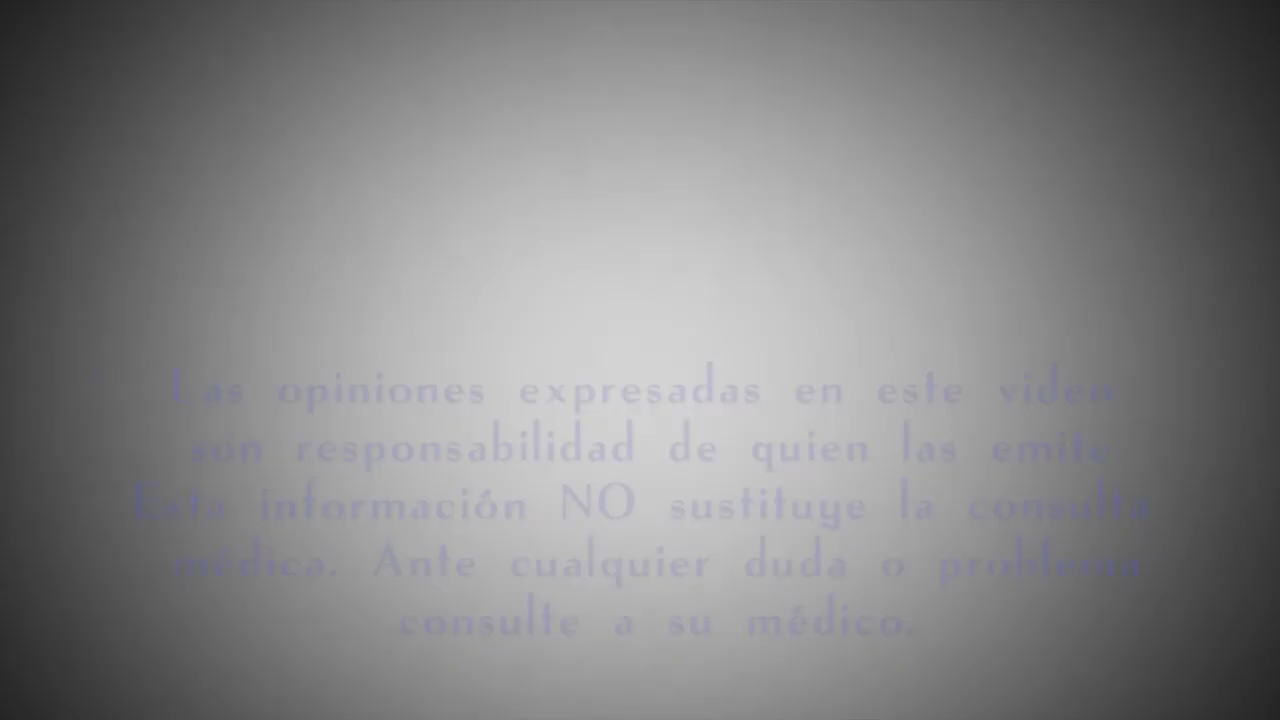 Las opiniones expresadas en este video
son responsabilidad de quien las emite
Esta información NO sustituye la consulta
médica. Ante cualquier duda o problema
consulte a su médico.